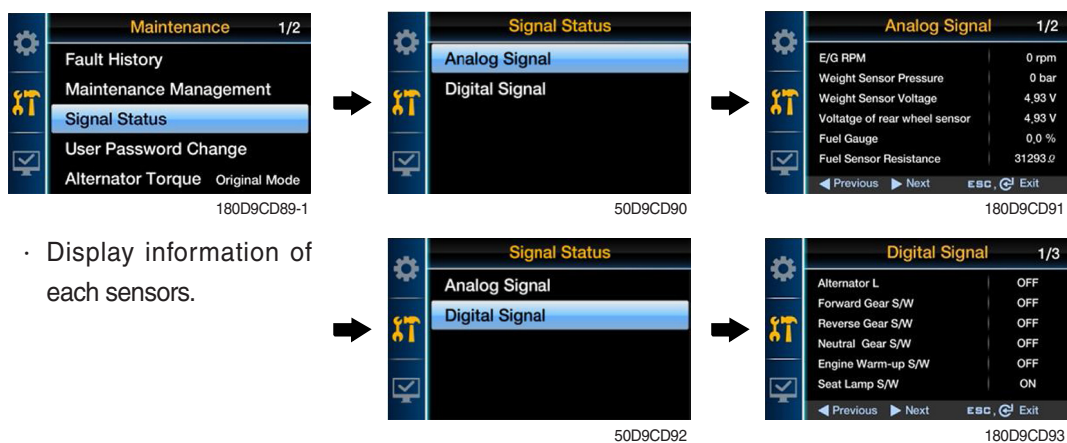 Maintenance 1/2
Fault History
Maintenance Management
Signal Status
User Password Change
Alternator Torque Original Mode
180D9CD89-1
Signal Status
Analog Signal
Digital Signal
50D9CD90
Analog Signal 1/2
E/G RPM 0 rpm
Weight Sensor Pressure 0 bar
Weight Sensor Voltage 4,93 V
Voltatge of rear wheel sensor 4,93 V
Fuel Gauge 0,0 %
Fuel Sensor Resistance 31293 Ω
Previous Next ESC, Exit
180D9CD91
· Display information of
each sensors.
Signal Status
Analog Signal
Digital Signal
50D9CD92
Digital Signal 1/3
Alternator L OFF
Forward Gear S/W OFF
Reverse Gear S/W OFF
Neutral Gear S/W OFF
Engine Warm-up S/W OFF
Seat Lamp S/W ON
Previous Next ESC, Exit
180D9CD93